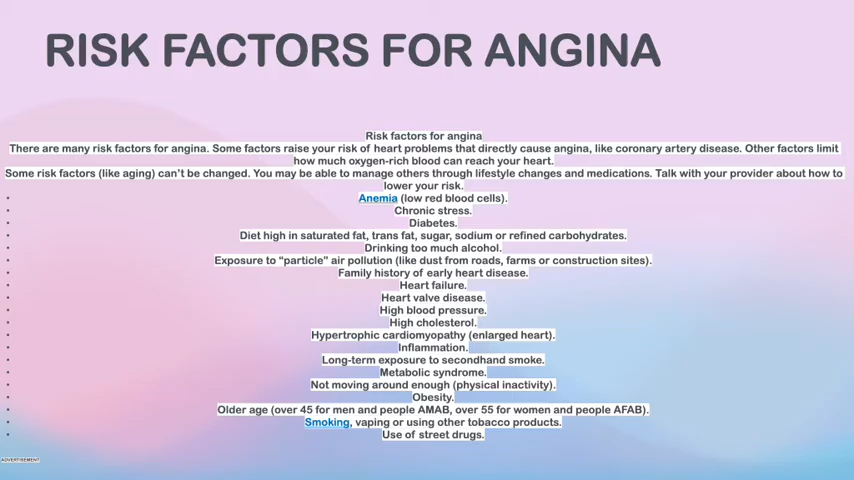 RISK FACTORS FOR ANGINA
Risk factors for angina
There are many risk factors for angina. Some factors raise your risk of heart problems that directly cause angina, like coronary artery disease. Other factors limit
how much oxygen-rich blood can reach your heart.
Some risk factors (like aging) can’t be changed. You may be able to manage others through lifestyle changes and medications. Talk with your provider about how to
lower your risk.
• Anemia (low red blood cells).
• Chronic stress.
• Diabetes.
• Diet high in saturated fat, trans fat, sugar, sodium or refined carbohydrates.
• Drinking too much alcohol.
• Exposure to “particle” air pollution (like dust from roads, farms or construction sites).
• Family history of early heart disease.
• Heart failure.
• Heart valve disease.
• High blood pressure.
• High cholesterol.
• Hypertrophic cardiomyopathy (enlarged heart).
• Inflammation.
• Long-term exposure to secondhand smoke.
• Metabolic syndrome.
• Not moving around enough (physical inactivity).
• Obesity.
• Older age (over 45 for men and people AMAB, over 55 for women and people AFAB).
• Smoking, vaping or using other tobacco products.
• Use of street drugs.
ADVERTISEMENT